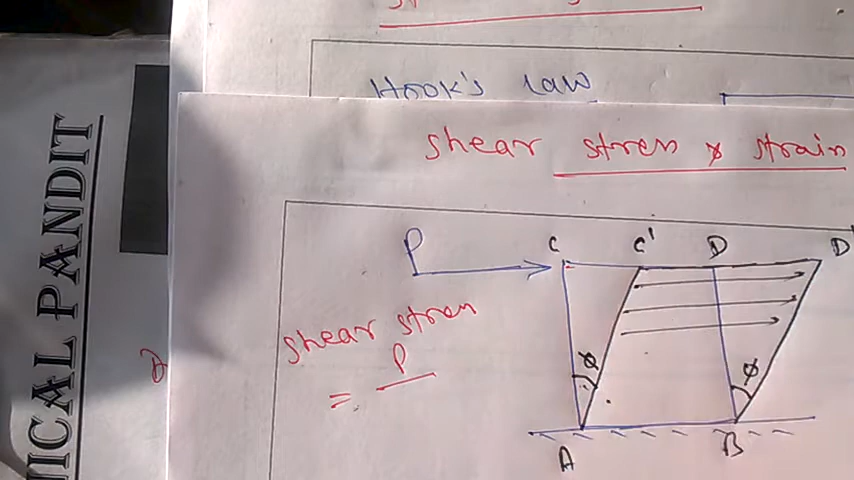 Hook's law
shear stren & strain
P
C C' D D'
shear stren
= P
φ φ
A B
ICAL PANDIT